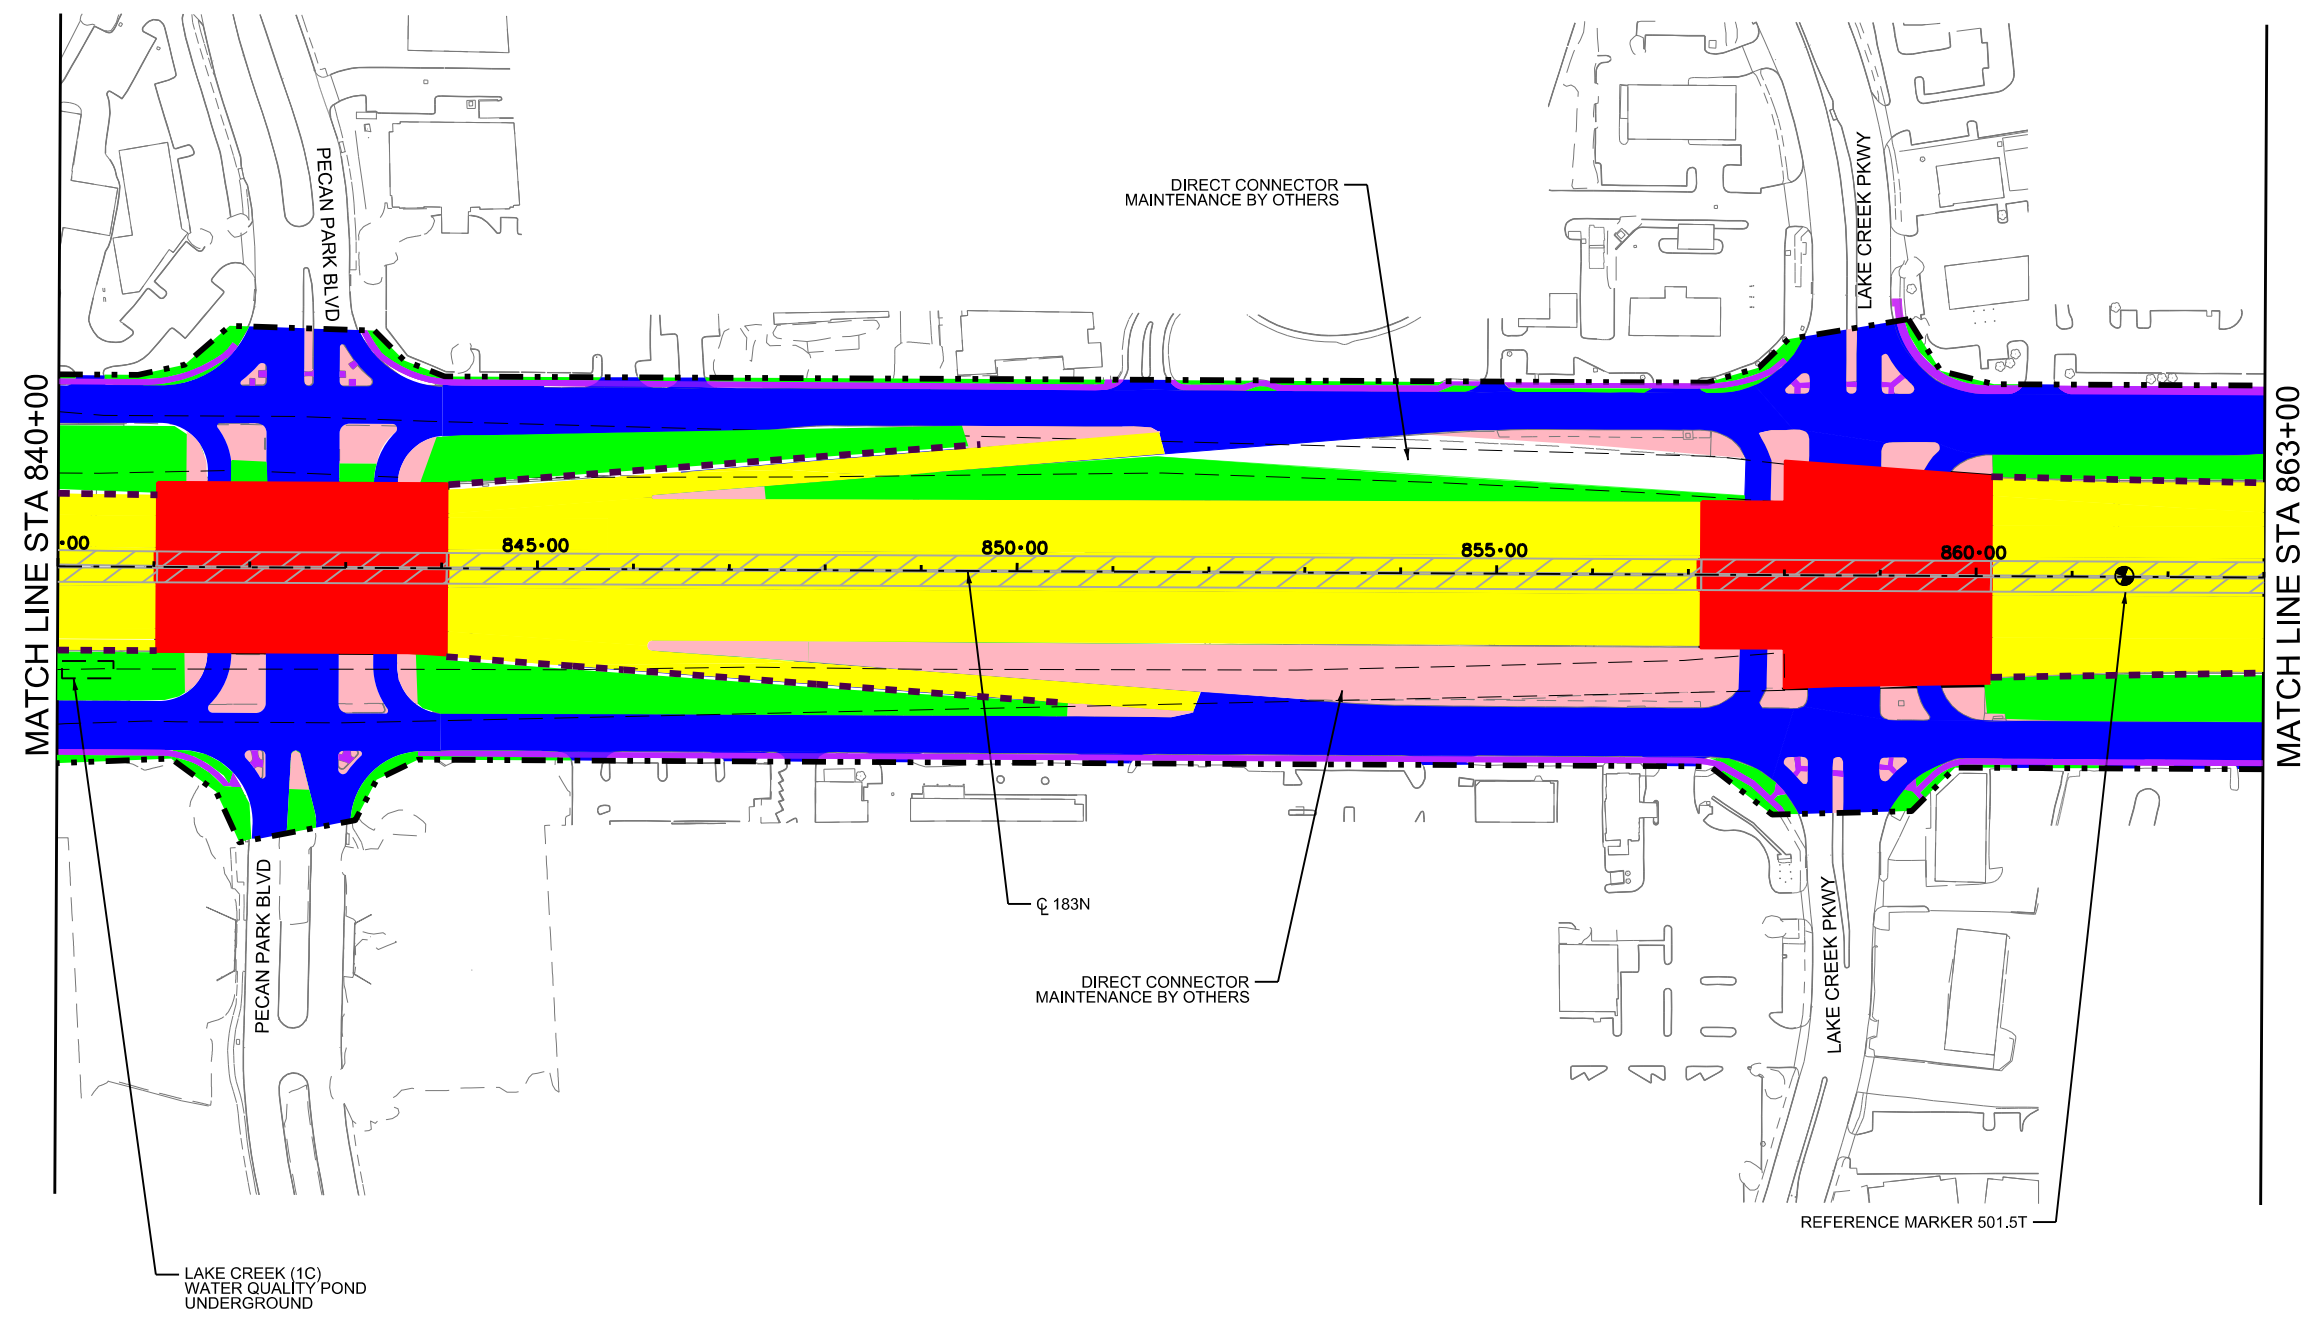 PECAN PARK BLVD
LAKE CREEK PKWY
DIRECT CONNECTOR
MAINTENANCE BY OTHERS
MATCH LINE STA 840+00
MATCH LINE STA 863+00
+00
845+00
850+00
855+00
860+00
℄ 183N
DIRECT CONNECTOR
MAINTENANCE BY OTHERS
PECAN PARK BLVD
LAKE CREEK PKWY
REFERENCE MARKER 501.5T
LAKE CREEK (1C)
WATER QUALITY POND
UNDERGROUND